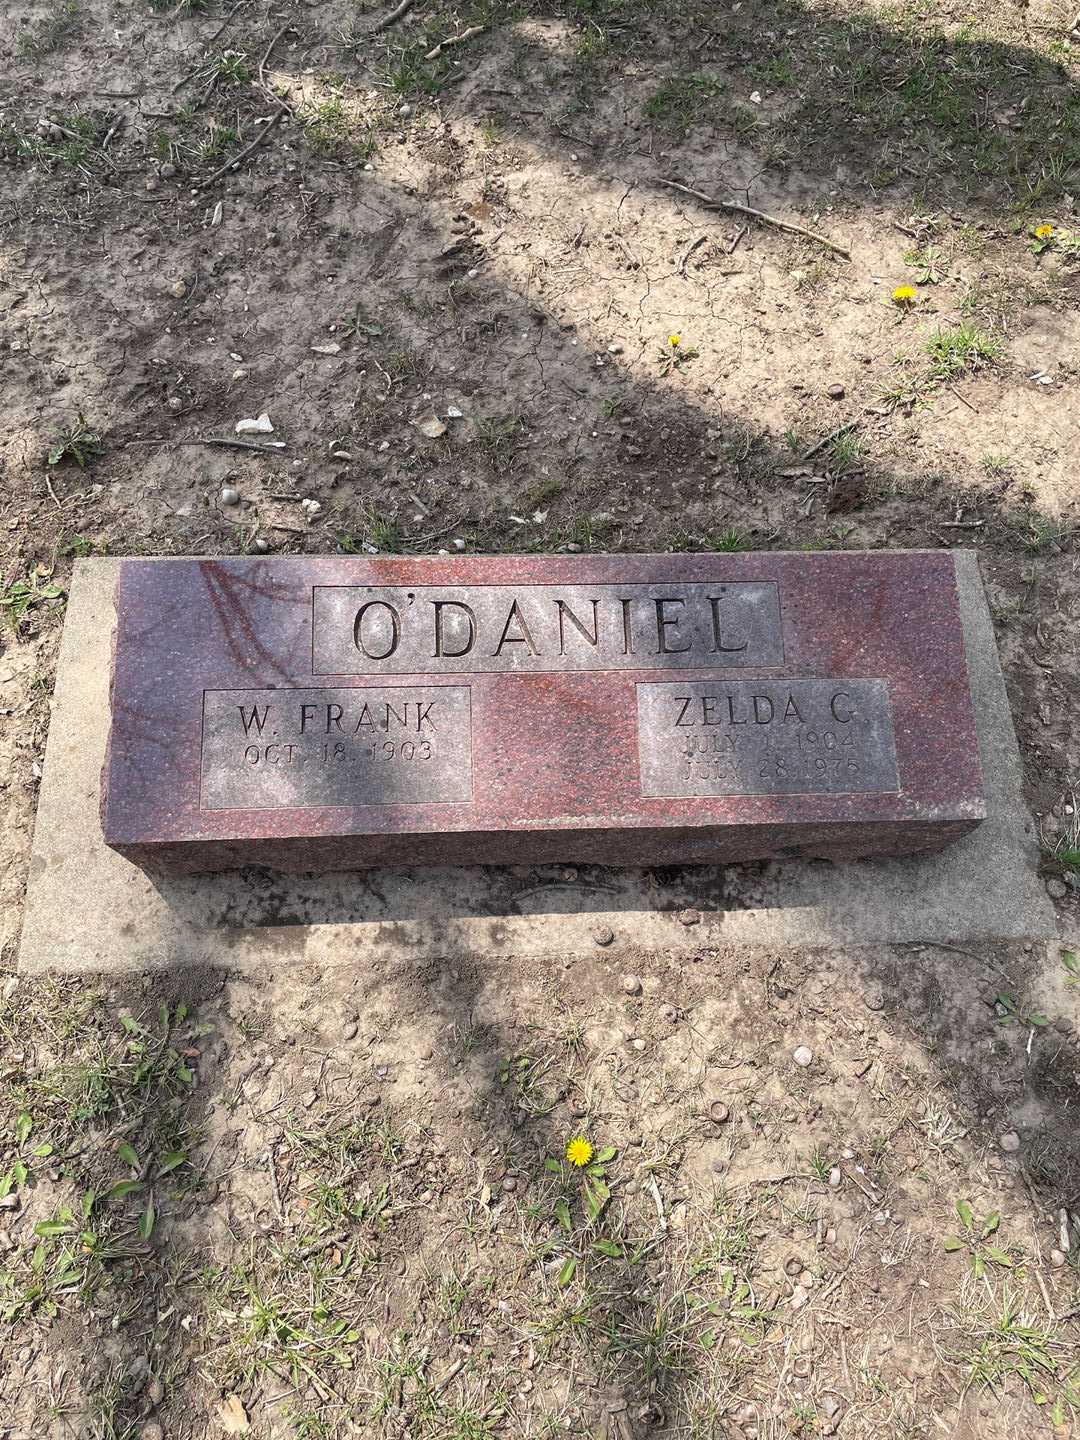 O'DANIEL
W. FRANK
OCT. 18, 1903
ZELDA C.
JULY 1, 1904
JULY 28, 1975